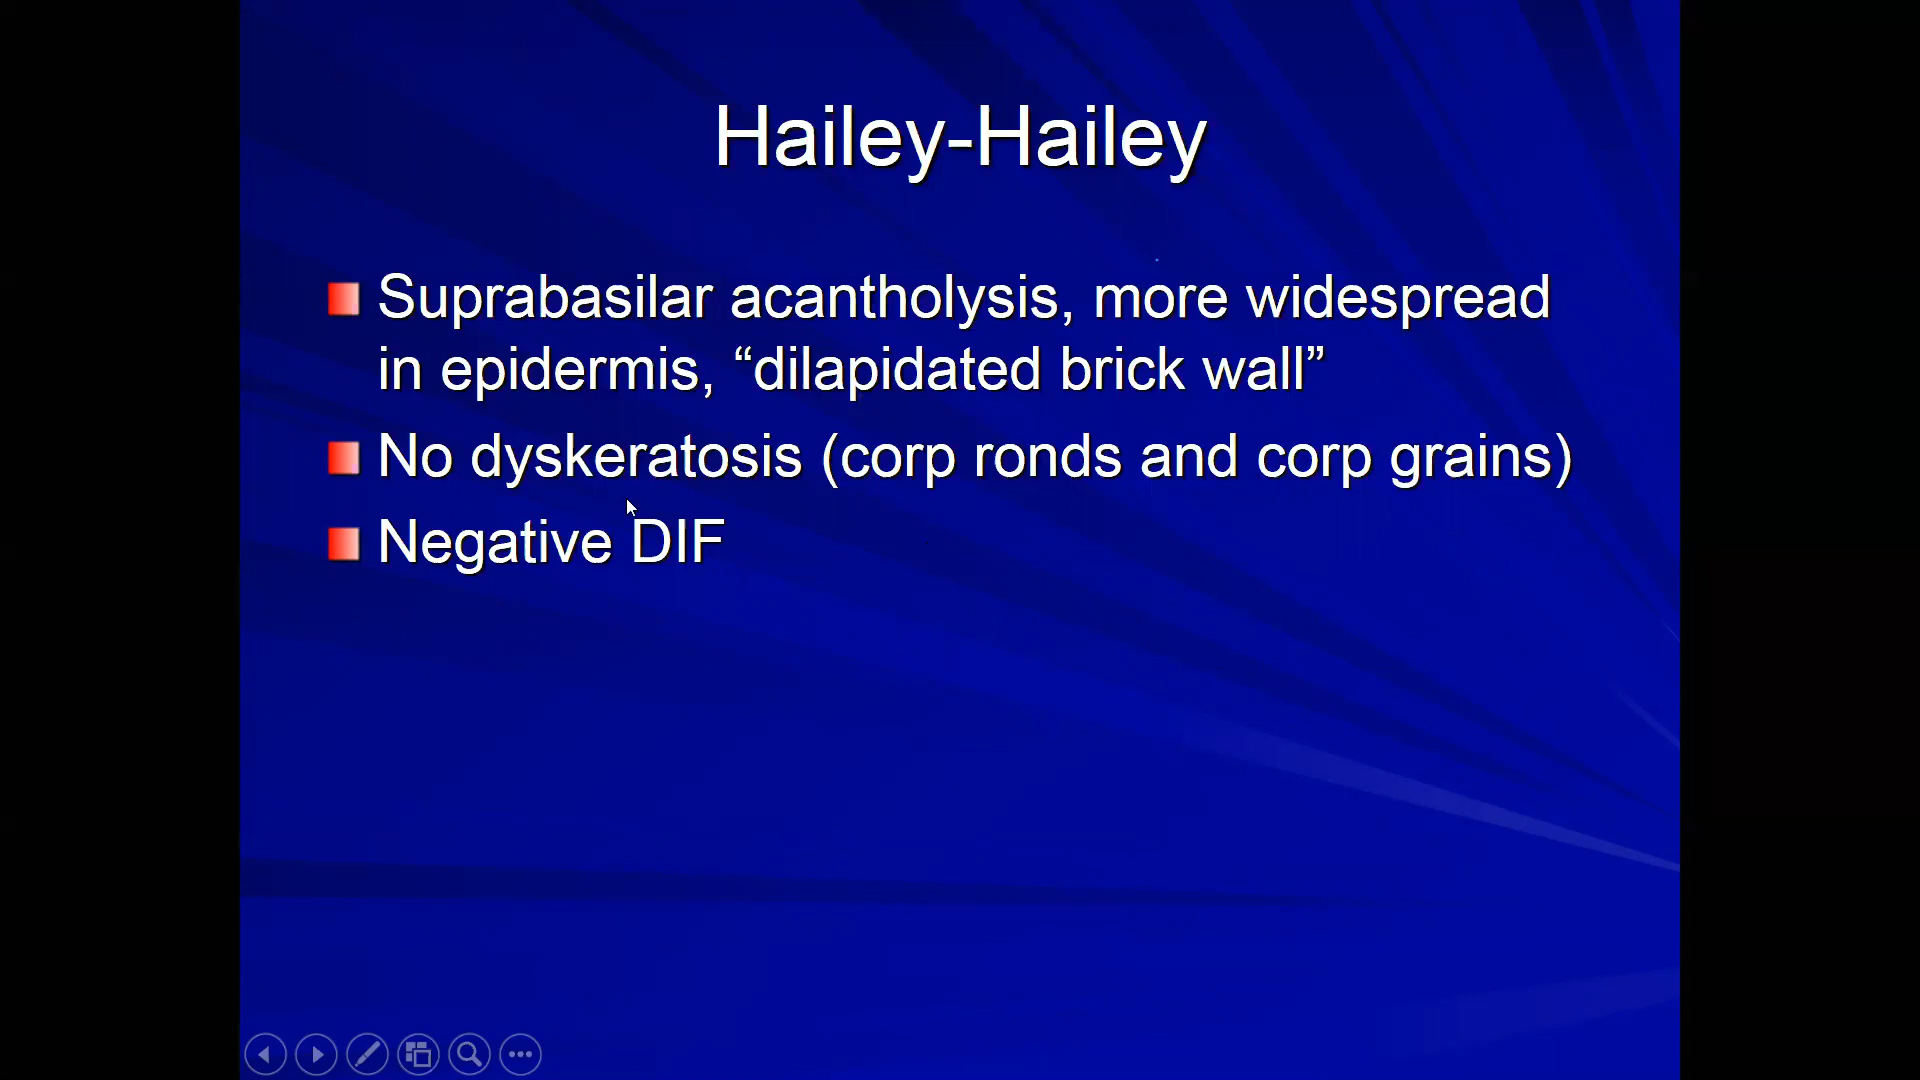 Hailey-Hailey
Suprabasilar acantholysis, more widespread
in epidermis, “dilapidated brick wall”
No dyskeratosis (corp ronds and corp grains)
Negative DIF